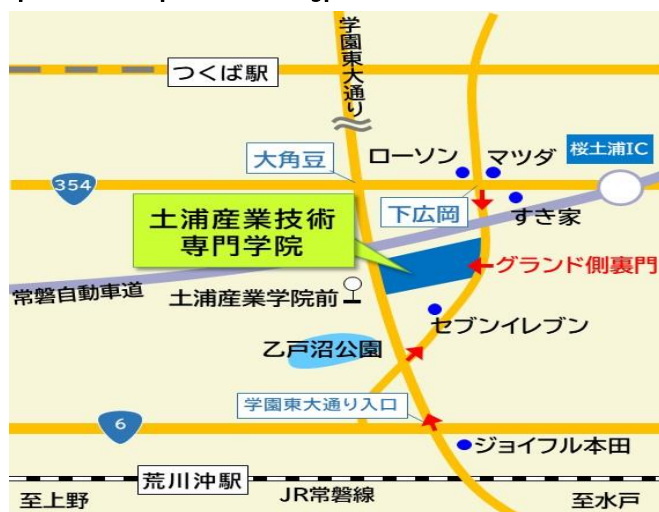 学園東大通り
つくば駅
ローソン
マツダ
桜土浦IC
大角豆
354
下広岡
すき家
土浦産業技術
専門学院
グランド側裏門
常磐自動車道
土浦産業学院前
セブンイレブン
乙戸沼公園
学園東大通り入口
6
ジョイフル本田
荒川沖駅
JR常磐線
至上野
至水戸